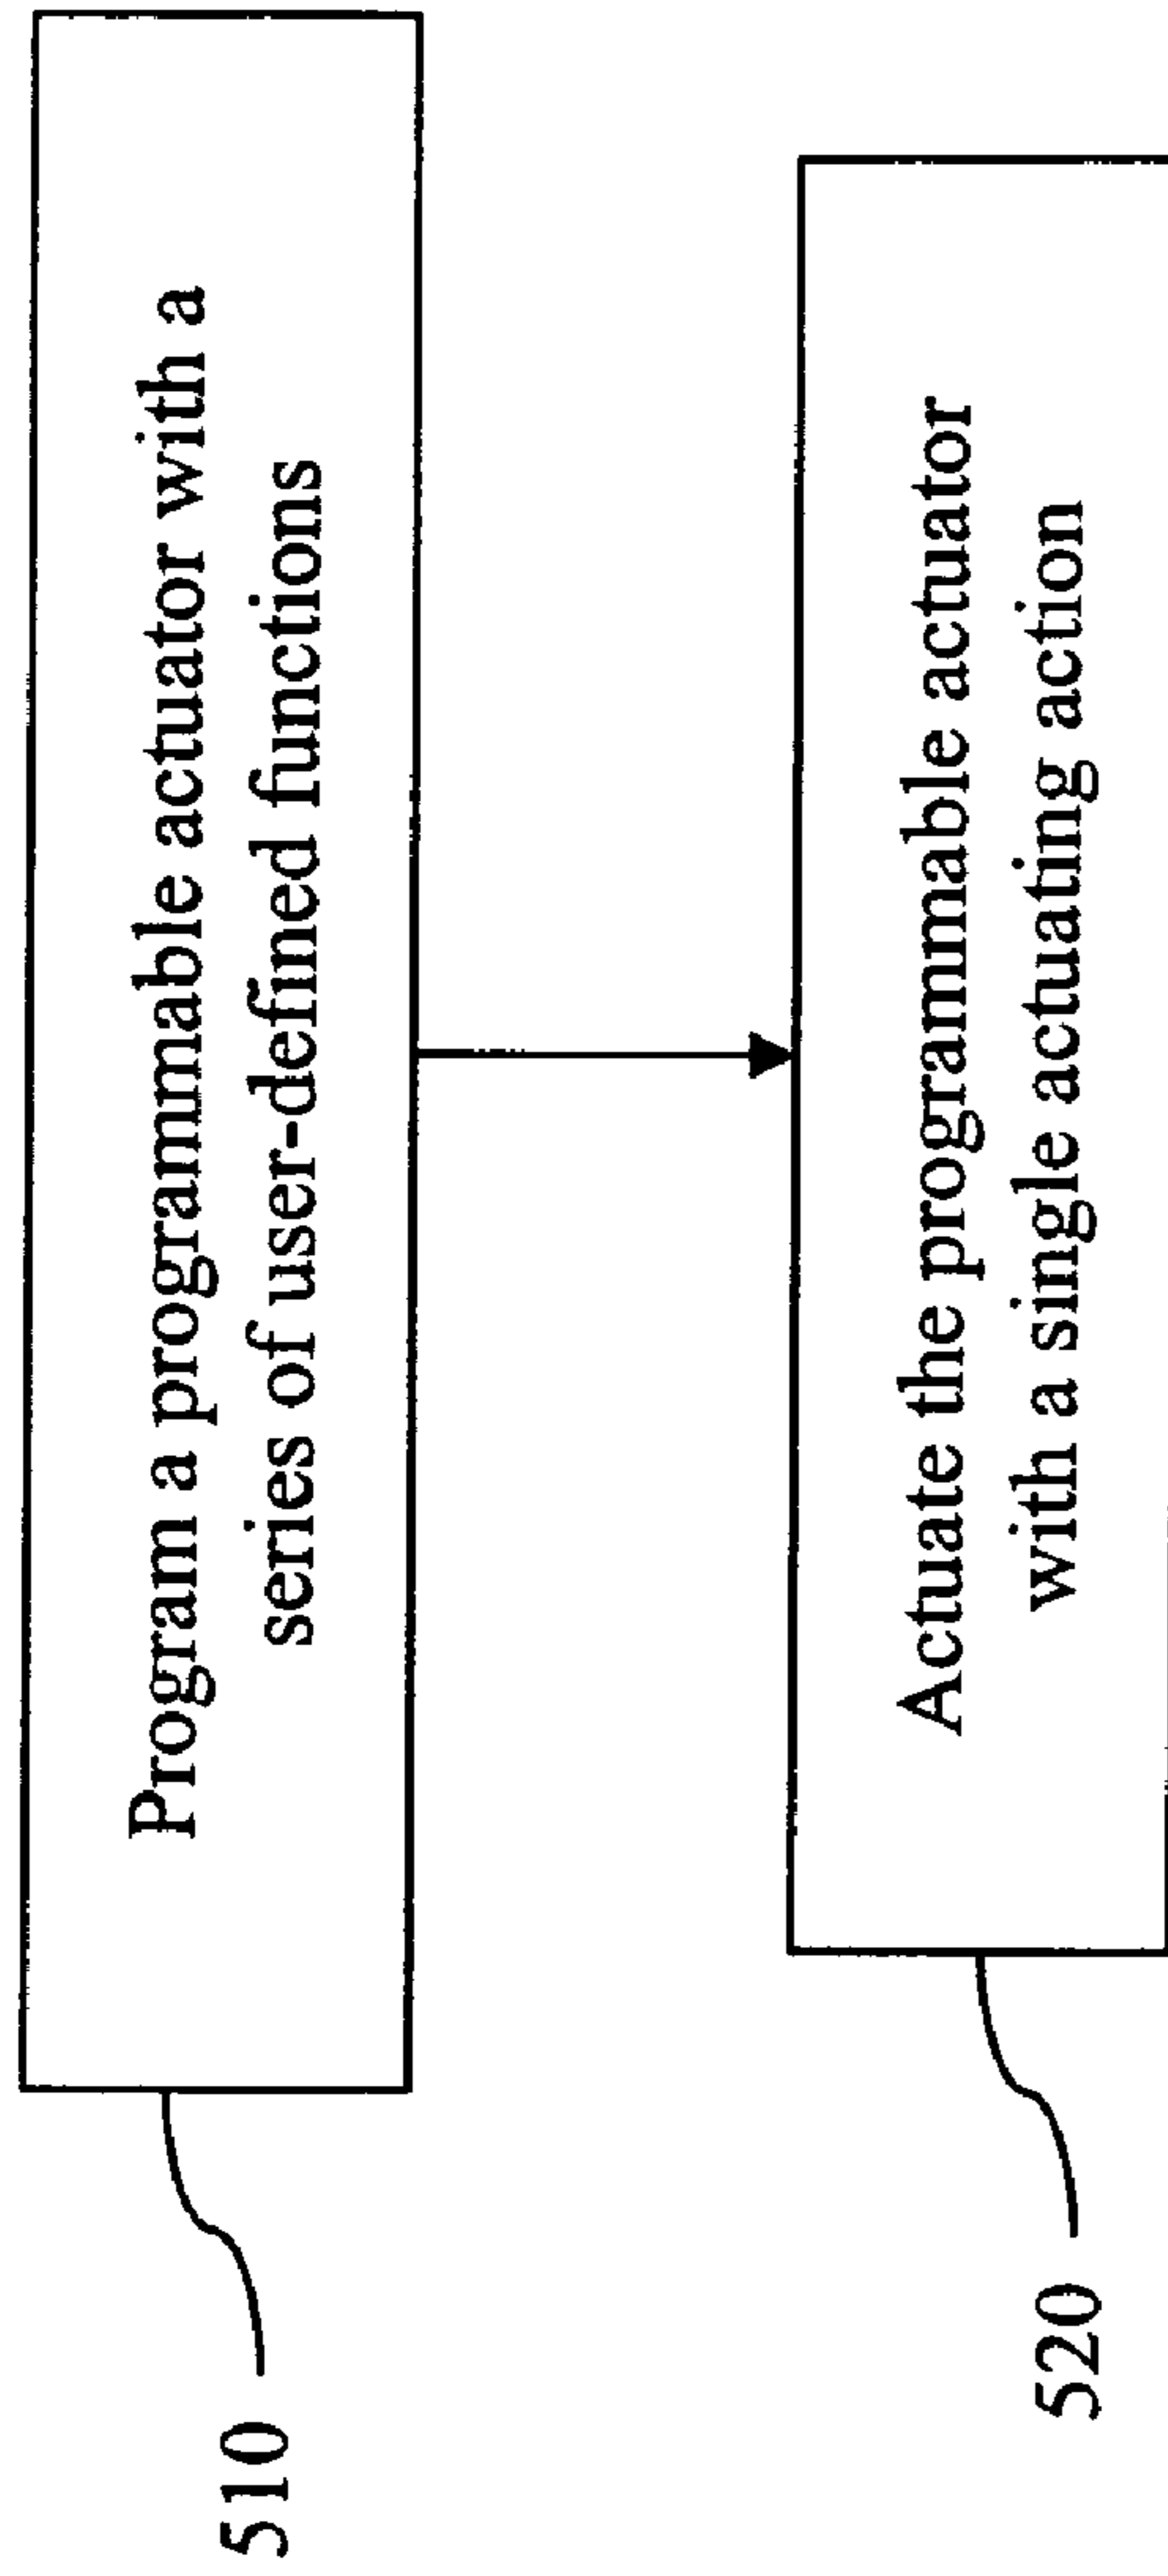 Program a programmable actuator with a
series of user-defined functions
510
Actuate the programmable actuator
with a single actuating action
520